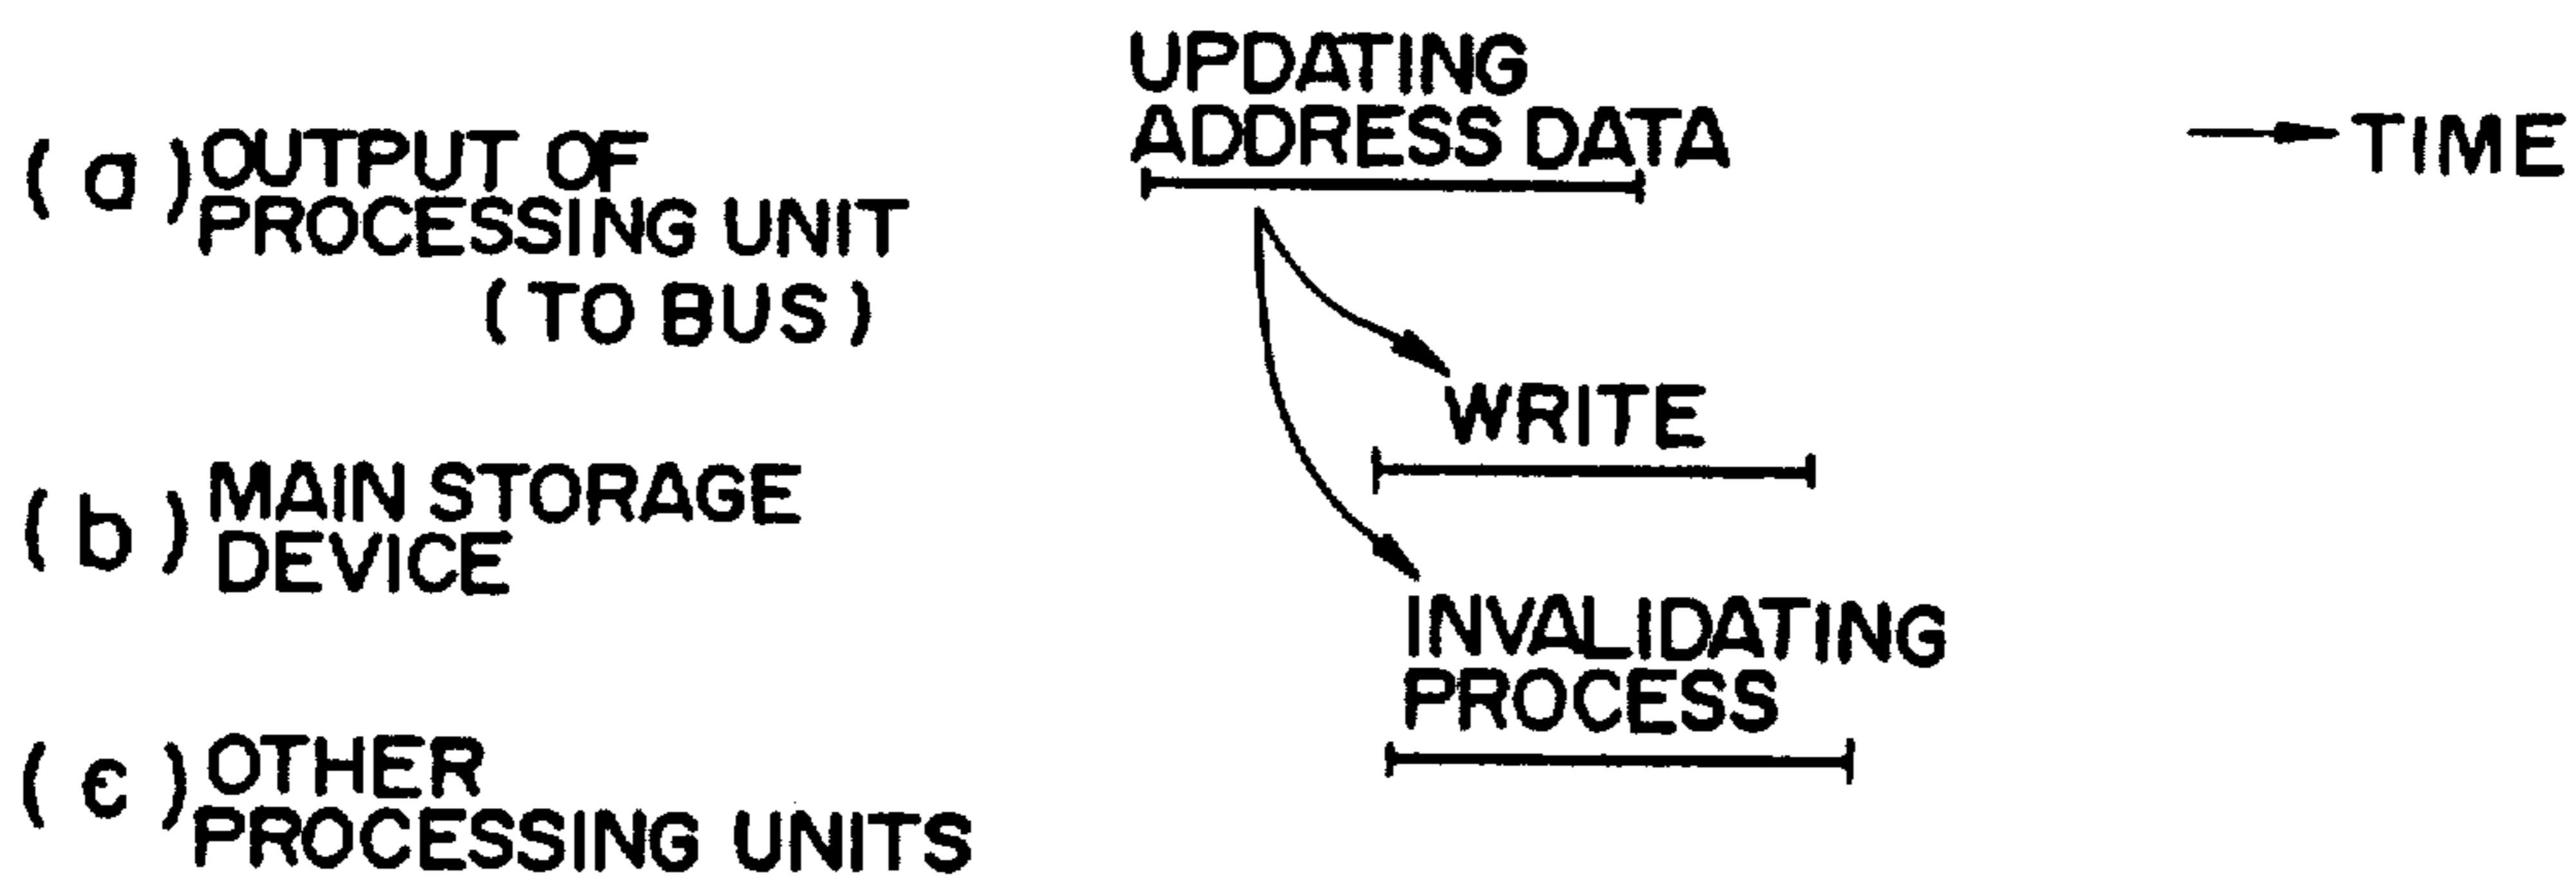 UPDATING
ADDRESS DATA
→ TIME
(a) OUTPUT OF
PROCESSING UNIT
(TO BUS)
WRITE
(b) MAIN STORAGE
DEVICE
INVALIDATING
PROCESS
(c) OTHER
PROCESSING UNITS